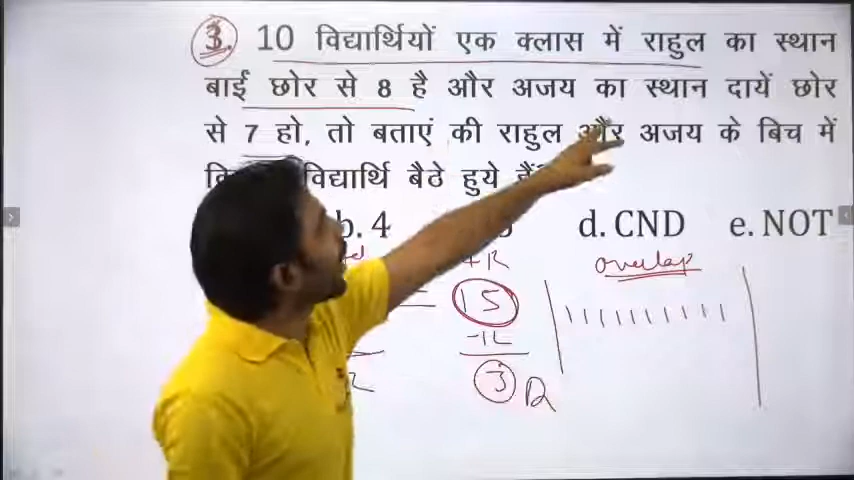 3. 10 विद्यार्थियों एक क्लास में राहुल का स्थान
बाईं छोर से 8 है और अजय का स्थान दायें छोर
से 7 हो, तो बताएं की राहुल और अजय के बिच में
विद्यार्थि बैठे हुये हैं
b. 4 d. CND e. NOT
overlap
15
3